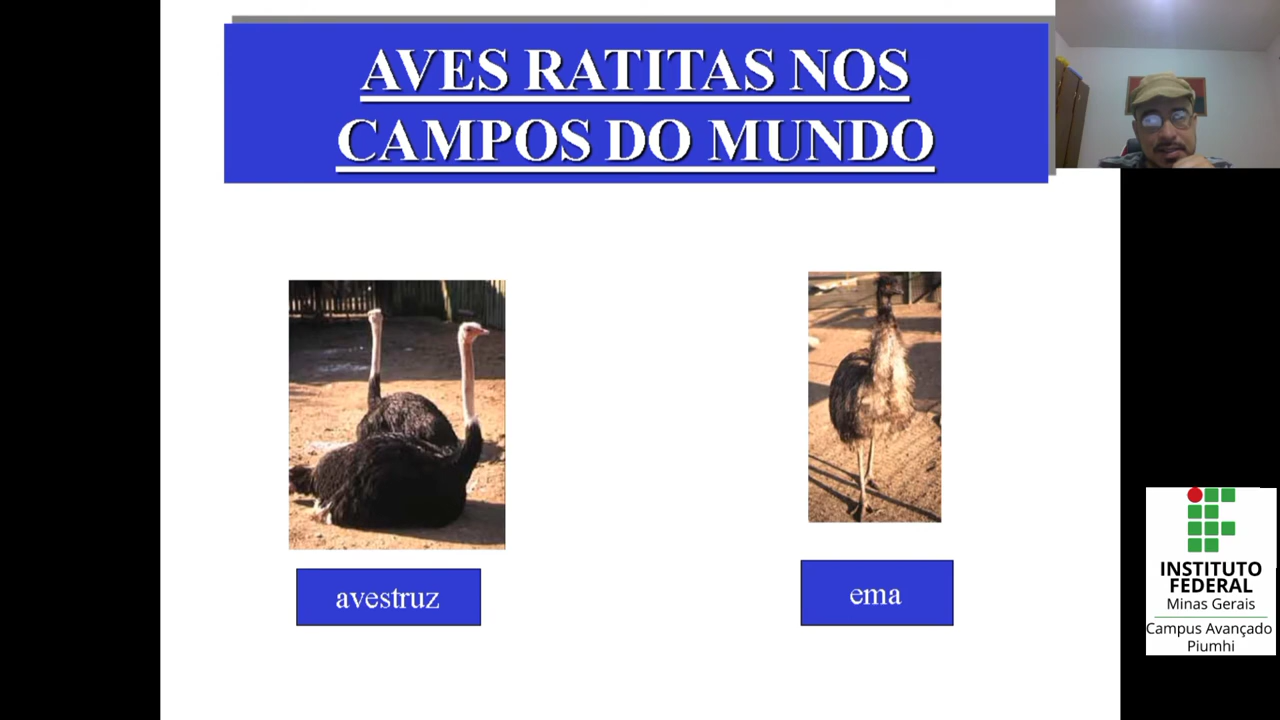 AVES RATITAS NOS
CAMPOS DO MUNDO
avestruz
ema
INSTITUTO
FEDERAL
Minas Gerais
Campus Avançado
Piumhi